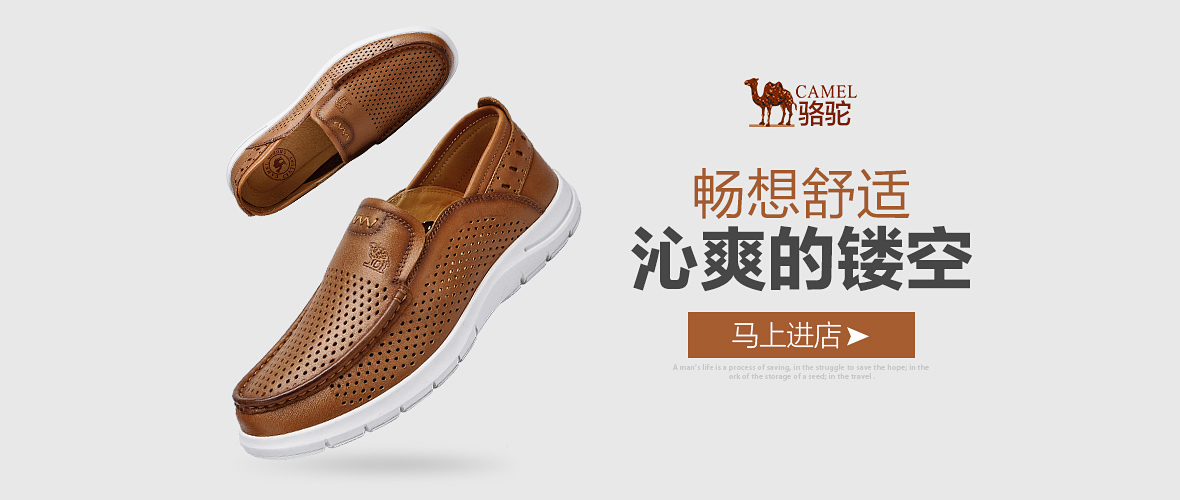 CAMEL
骆驼
畅想舒适
沁爽的镂空
马上进店
A man's life is a process of saving, in the struggle to save the hope; in the
ork of the storage of a reed; in the travel .